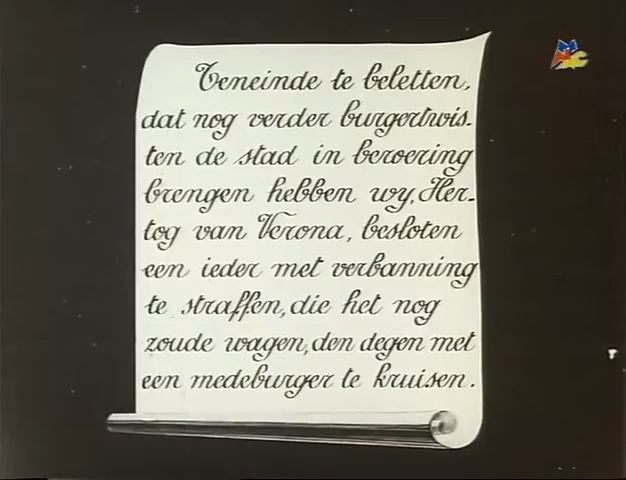 Teneinde te beletten,
dat nog verder burgertwis-
ten de stad in beroering
brengen hebben wy, Her-
tog van Verona, besloten
een ieder met verbanning
te straffen, die het nog
zoude wagen, den degen met
een medeburger te kruisen.